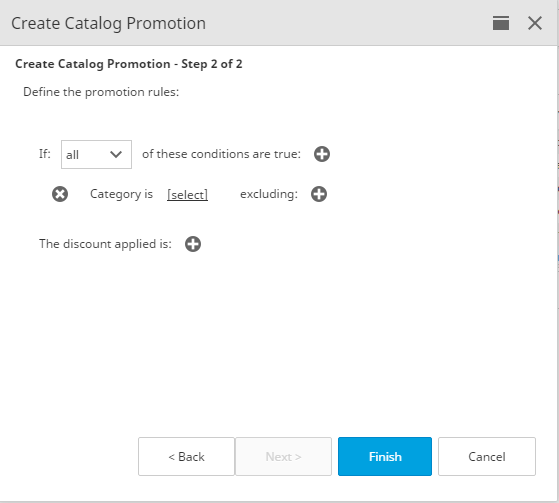 Create Catalog Promotion
Create Catalog Promotion - Step 2 of 2
Define the promotion rules:
If: all of these conditions are true:
Category is [select] excluding:
The discount applied is:
< Back Next > Finish Cancel